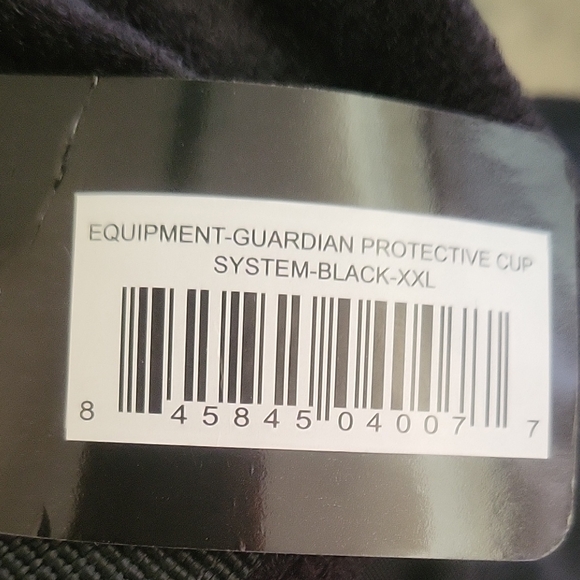 EQUIPMENT-GUARDIAN PROTECTIVE CUP
SYSTEM-BLACK-XXL
8 45845 04007 7